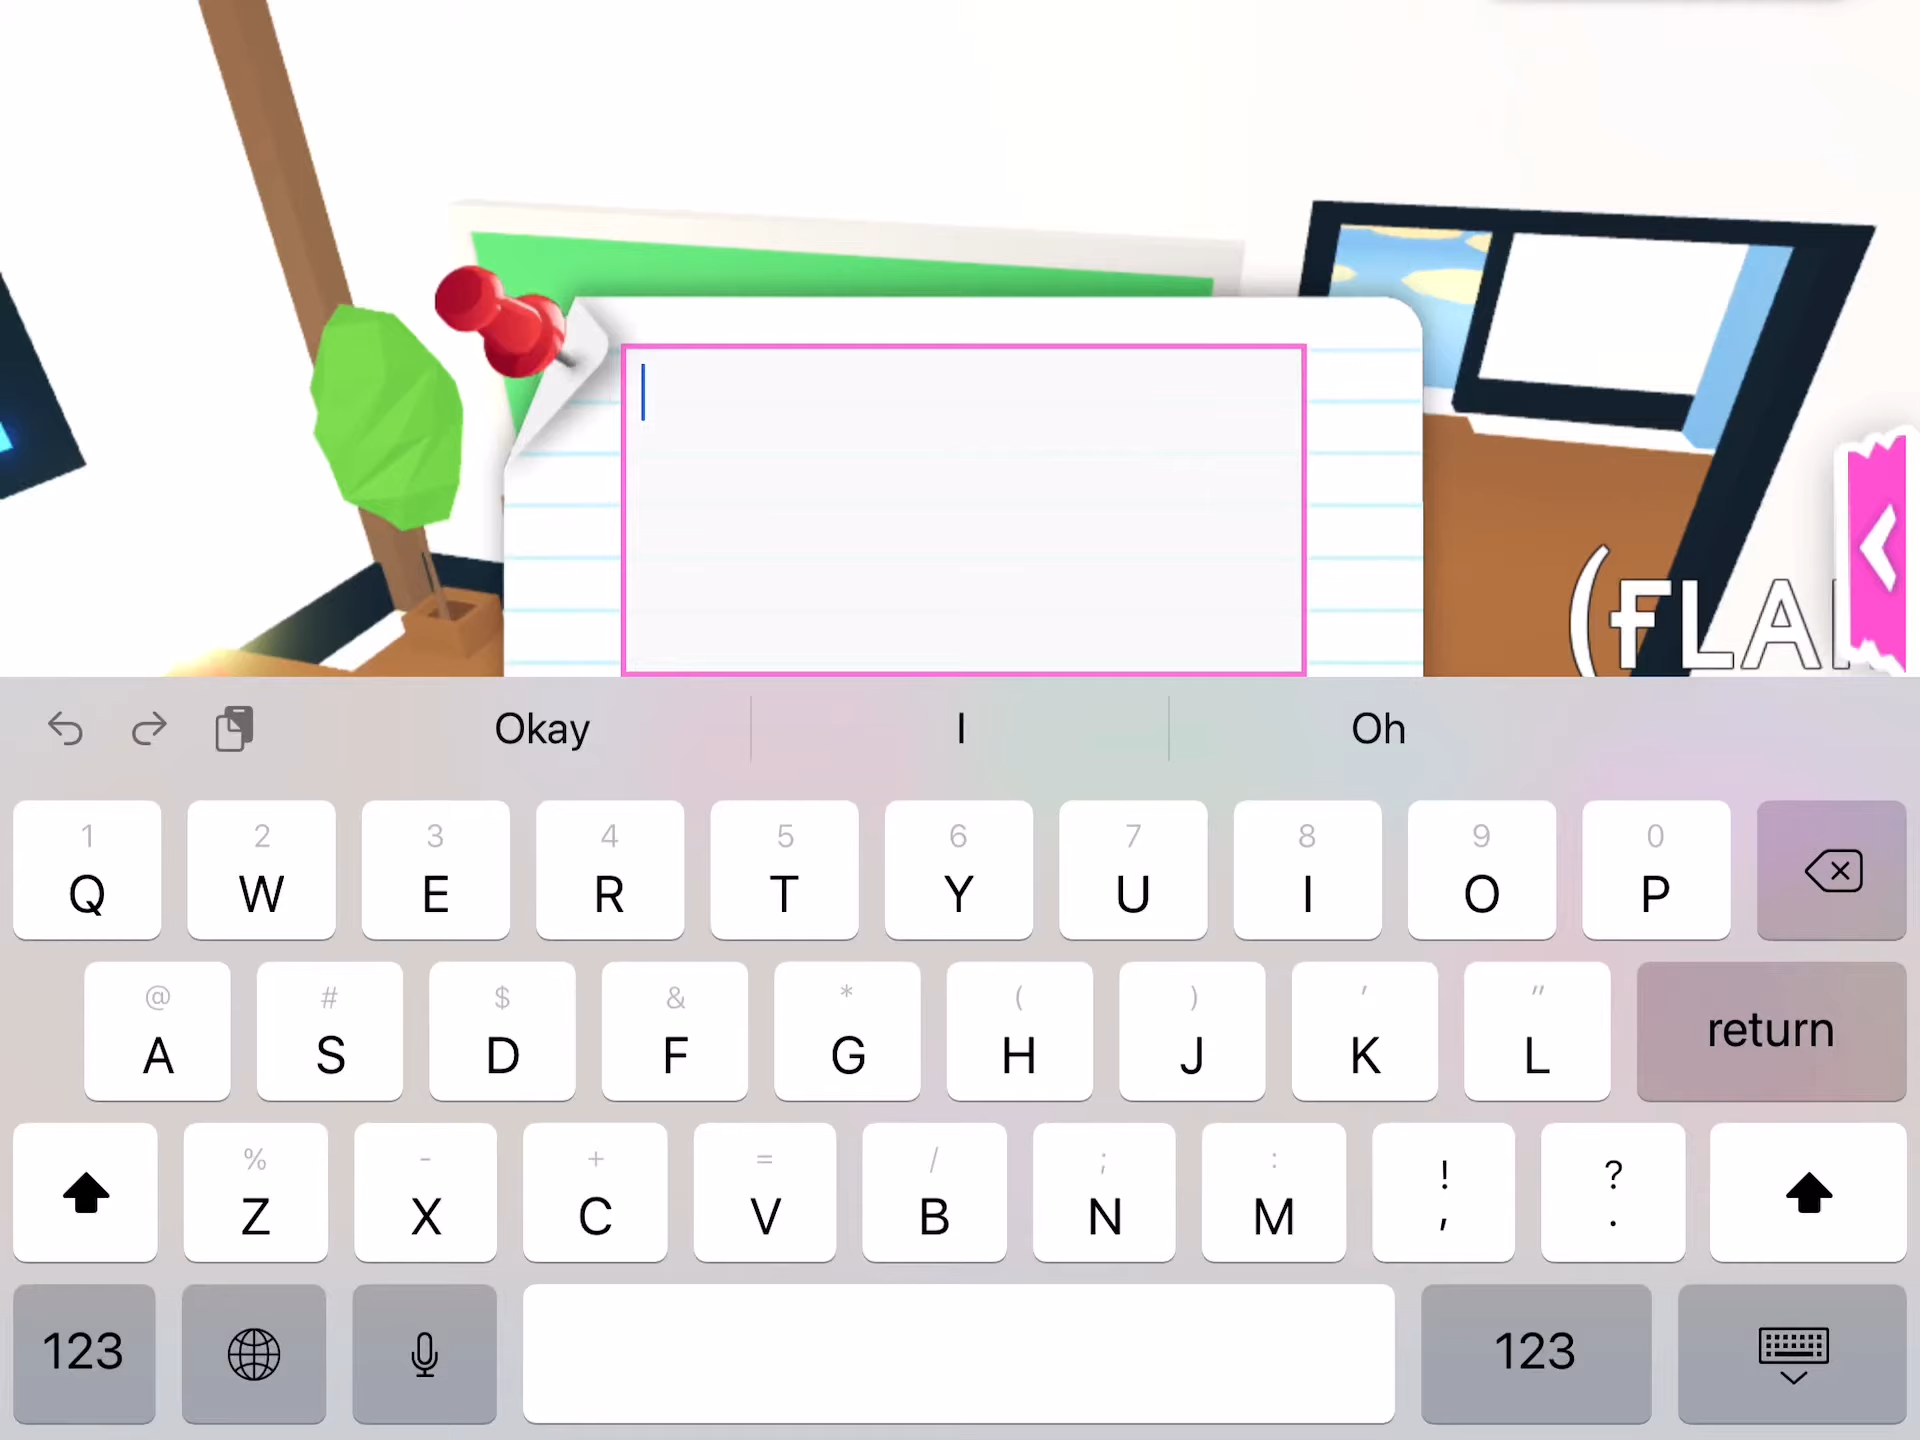 (fLA
Okay I Oh
1 2 3 4 5 6 7 8 9 0
Q W E R T Y U I O P
@ # $ & * ( ) ' "
A S D F G H J K L return
% - + = / ; : ! ?
Z X C V B N M , .
123 123